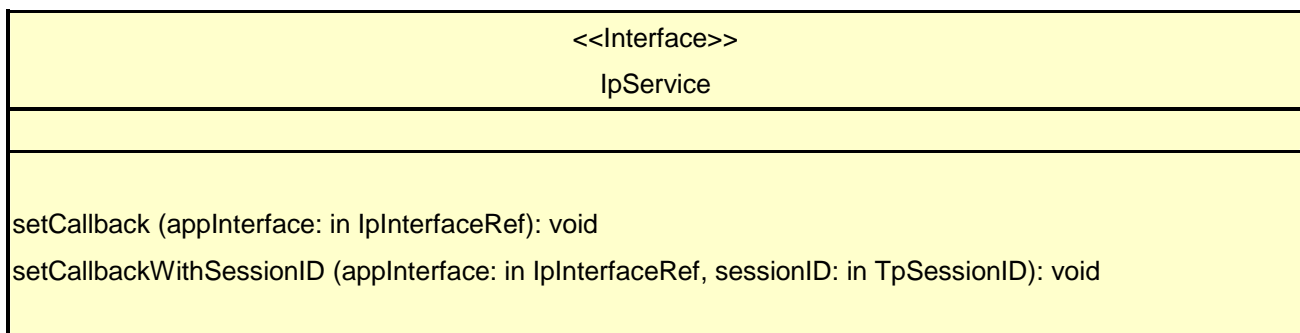 <<Interface>>
IpService
setCallback (appInterface: in IpInterfaceRef): void
setCallbackWithSessionID (appInterface: in IpInterfaceRef, sessionID: in TpSessionID): void